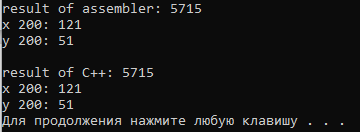 result of assembler: 5715
x 200: 121
y 200: 51
result of C++: 5715
x 200: 121
y 200: 51
Для продолжения нажмите любую клавишу . . .